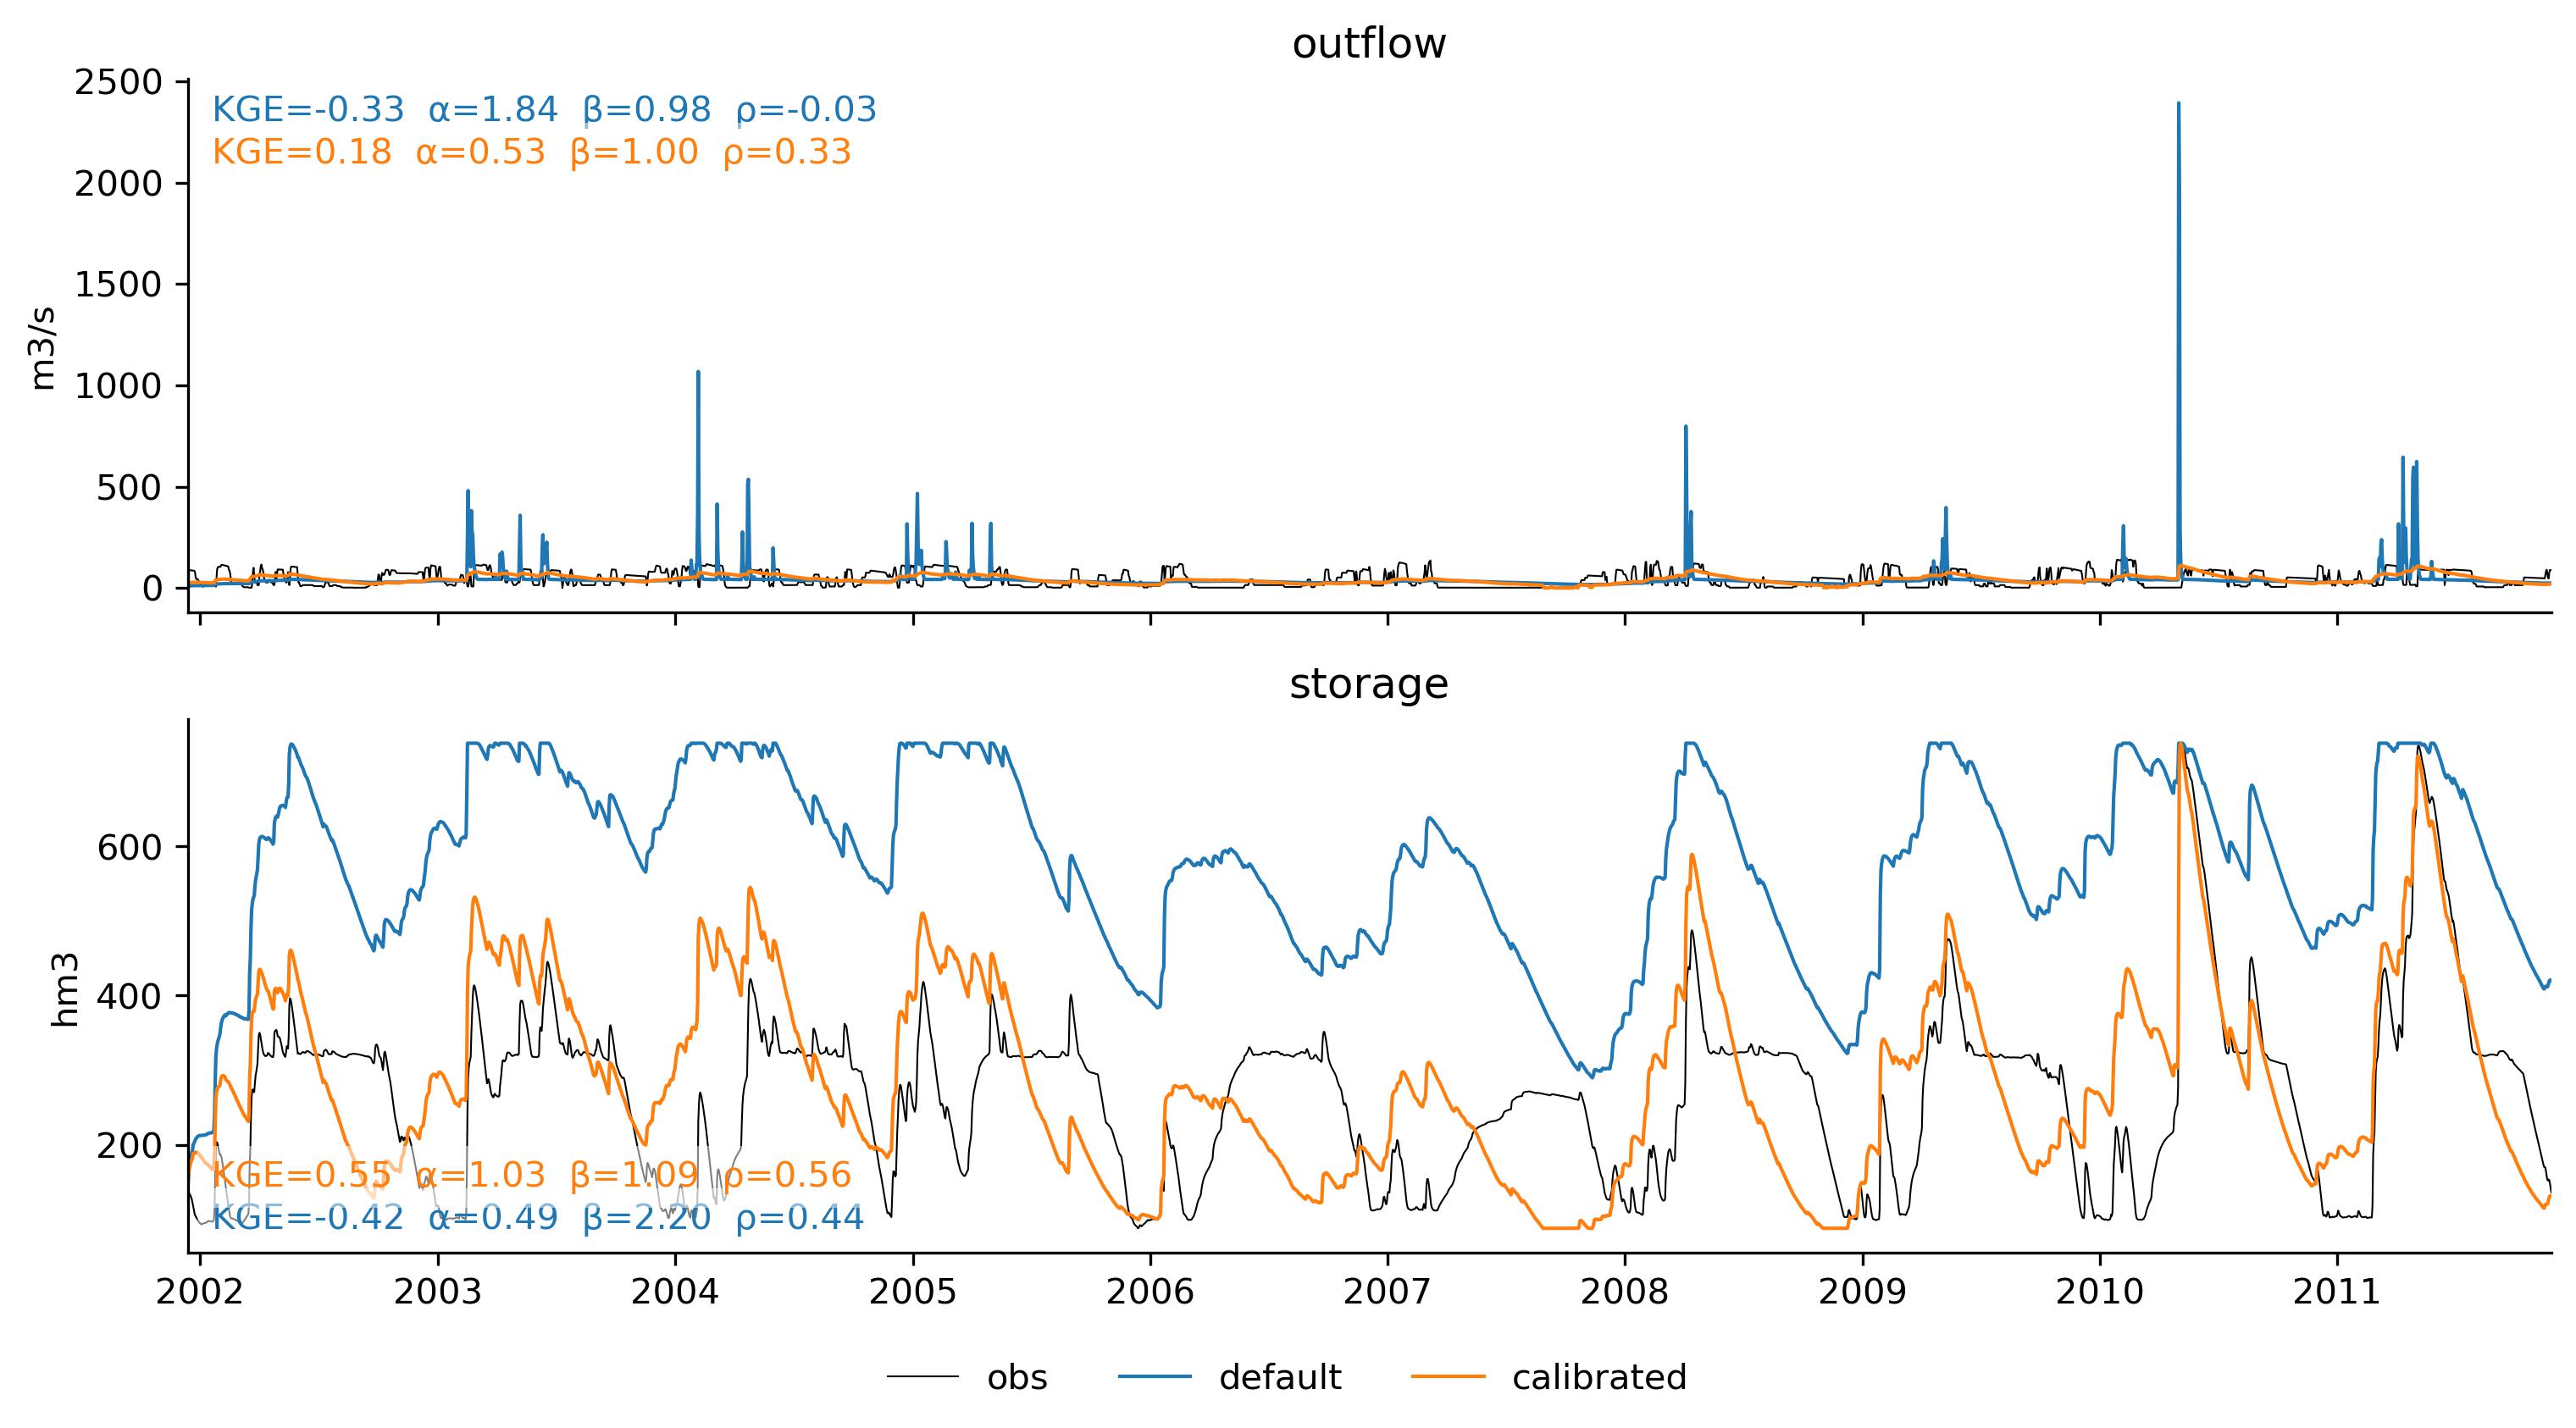 outflow
2500
2000
1500
1000
500
0
m3/s
KGE=-0.33 α=1.84 β=0.98 ρ=-0.03
KGE=0.18 α=0.53 β=1.00 ρ=0.33
storage
600
400
200
hm3
KGE=0.55 α=1.03 β=1.09 ρ=0.56
KGE=-0.42 α=0.49 β=2.20 ρ=0.44
2002 2003 2004 2005 2006 2007 2008 2009 2010 2011
obs default calibrated